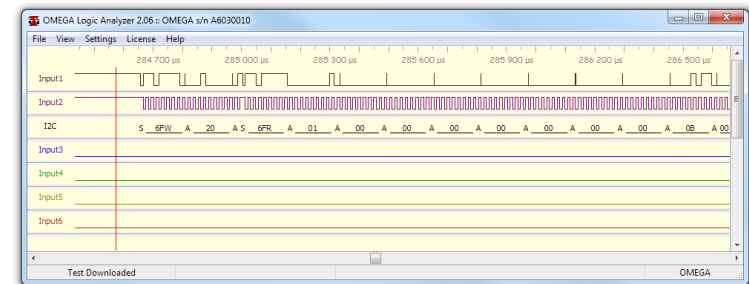 OMEGA Logic Analyzer 2.06 :: OMEGA s/n A6030010
File View Settings License Help
284 700 µs 285 000 µs 285 300 µs 285 600 µs 285 900 µs 286 200 µs 286 500 µs
Input1
Input2
I2C S 6FW A 20 A S 6FR A 01 A 00 A 00 A 00 A 00 A 00 A 00 A 0B A 00
Input3
Input4
Input5
Input6
Test Downloaded OMEGA